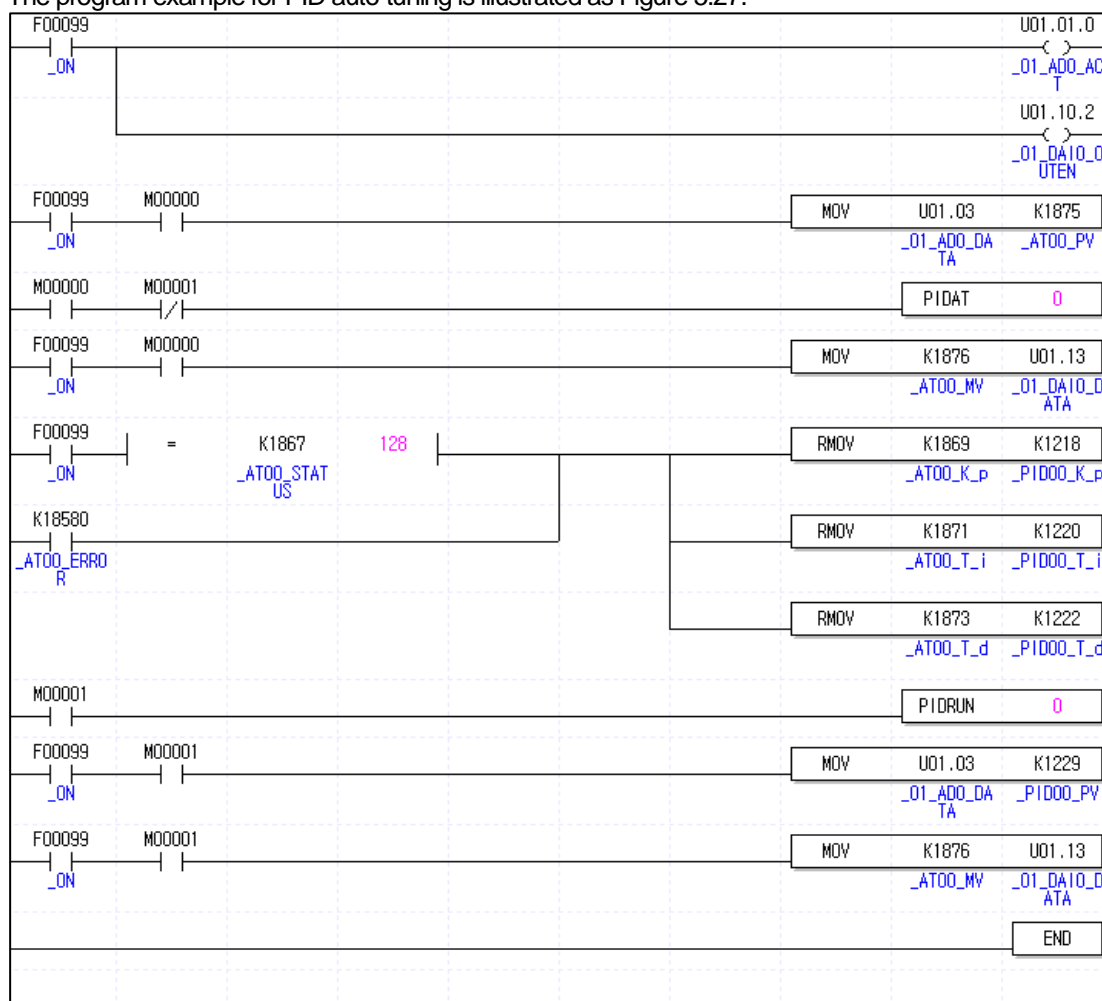 The program example for PID auto-tuning is illustrated as Figure 5.27.
F00099 U01.01.0
_ON _01_AD0_AC
T
U01.10.2
_01_DAIO_O
UTEN
F00099 M00000 MOV U01.03 K1875
_ON _01_AD0_DA _AT00_PV
TA
M00000 M00001 PIDAT 0
F00099 M00000 MOV K1876 U01.13
_ON _AT00_MV _01_DAIO_D
ATA
F00099 = K1867 128 RMOV K1869 K1218
_ON _AT00_STAT _AT00_K_p _PID00_K_p
US
K18580 RMOV K1871 K1220
_AT00_ERRO _AT00_T_i _PID00_T_i
R
RMOV K1873 K1222
_AT00_T_d _PID00_T_d
M00001 PIDRUN 0
F00099 M00001 MOV U01.03 K1229
_ON _01_AD0_DA _PID00_PV
TA
F00099 M00001 MOV K1876 U01.13
_ON _AT00_MV _01_DAIO_D
ATA
END